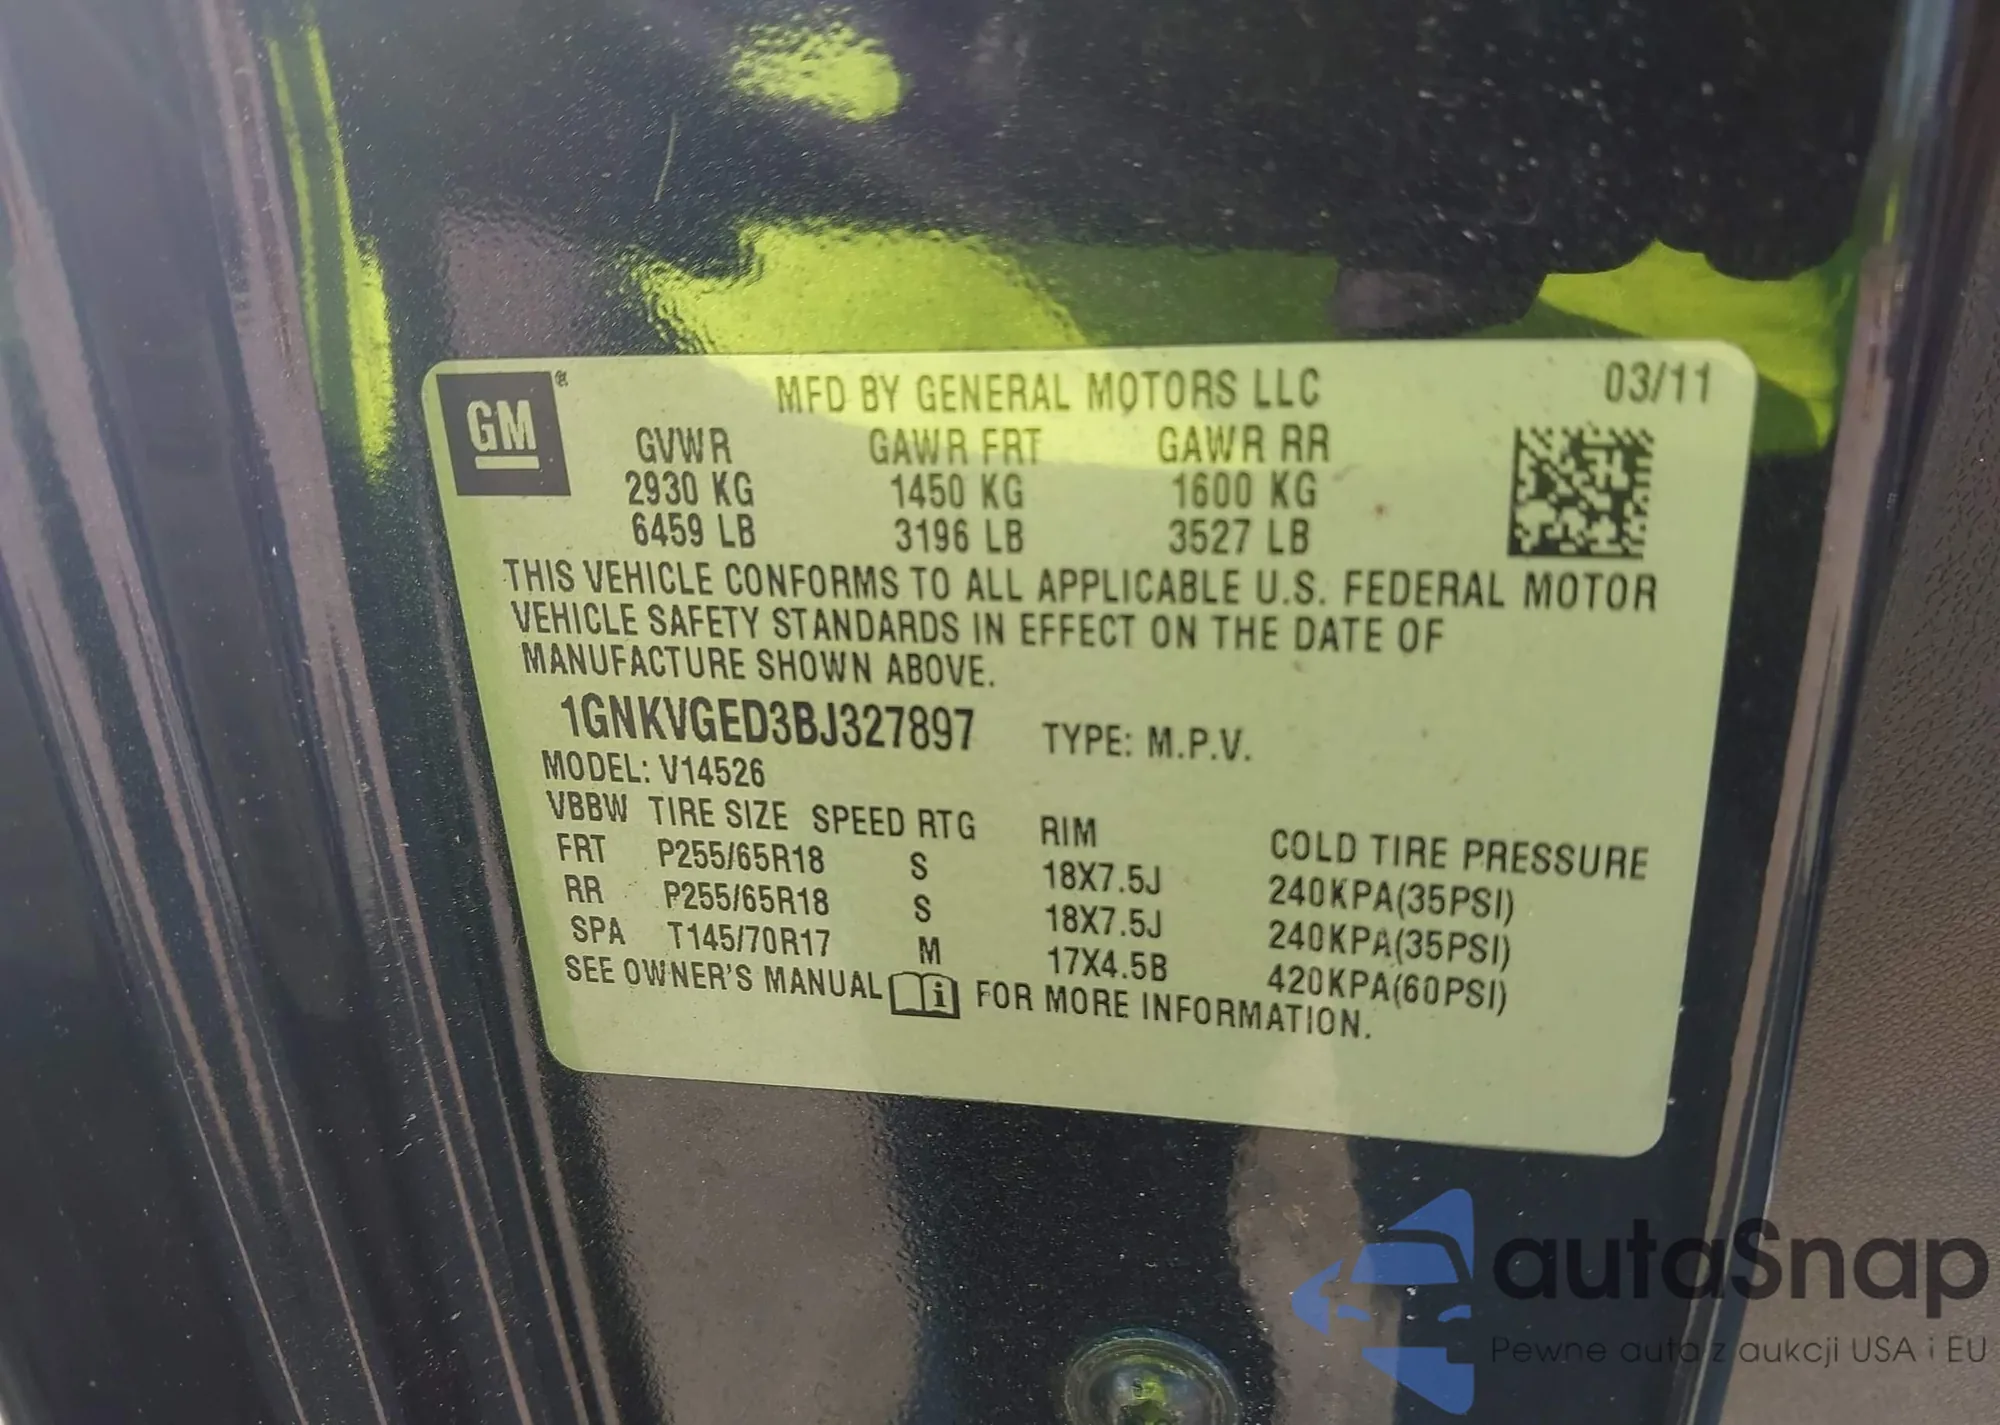 GM® MFD BY GENERAL MOTORS LLC 03/11
GVWR GAWR FRT GAWR RR
2930 KG 1450 KG 1600 KG
6459 LB 3196 LB 3527 LB
THIS VEHICLE CONFORMS TO ALL APPLICABLE U.S. FEDERAL MOTOR
VEHICLE SAFETY STANDARDS IN EFFECT ON THE DATE OF
MANUFACTURE SHOWN ABOVE.
1GNKVGED3BJ327897 TYPE: M.P.V.
MODEL: V14526
VBBW TIRE SIZE SPEED RTG RIM COLD TIRE PRESSURE
FRT P255/65R18 S 18X7.5J 240KPA(35PSI)
RR P255/65R18 S 18X7.5J 240KPA(35PSI)
SPA T145/70R17 M 17X4.5B 420KPA(60PSI)
SEE OWNER'S MANUAL i FOR MORE INFORMATION.
autaSnap
Pewne auta z aukcji USA i EU